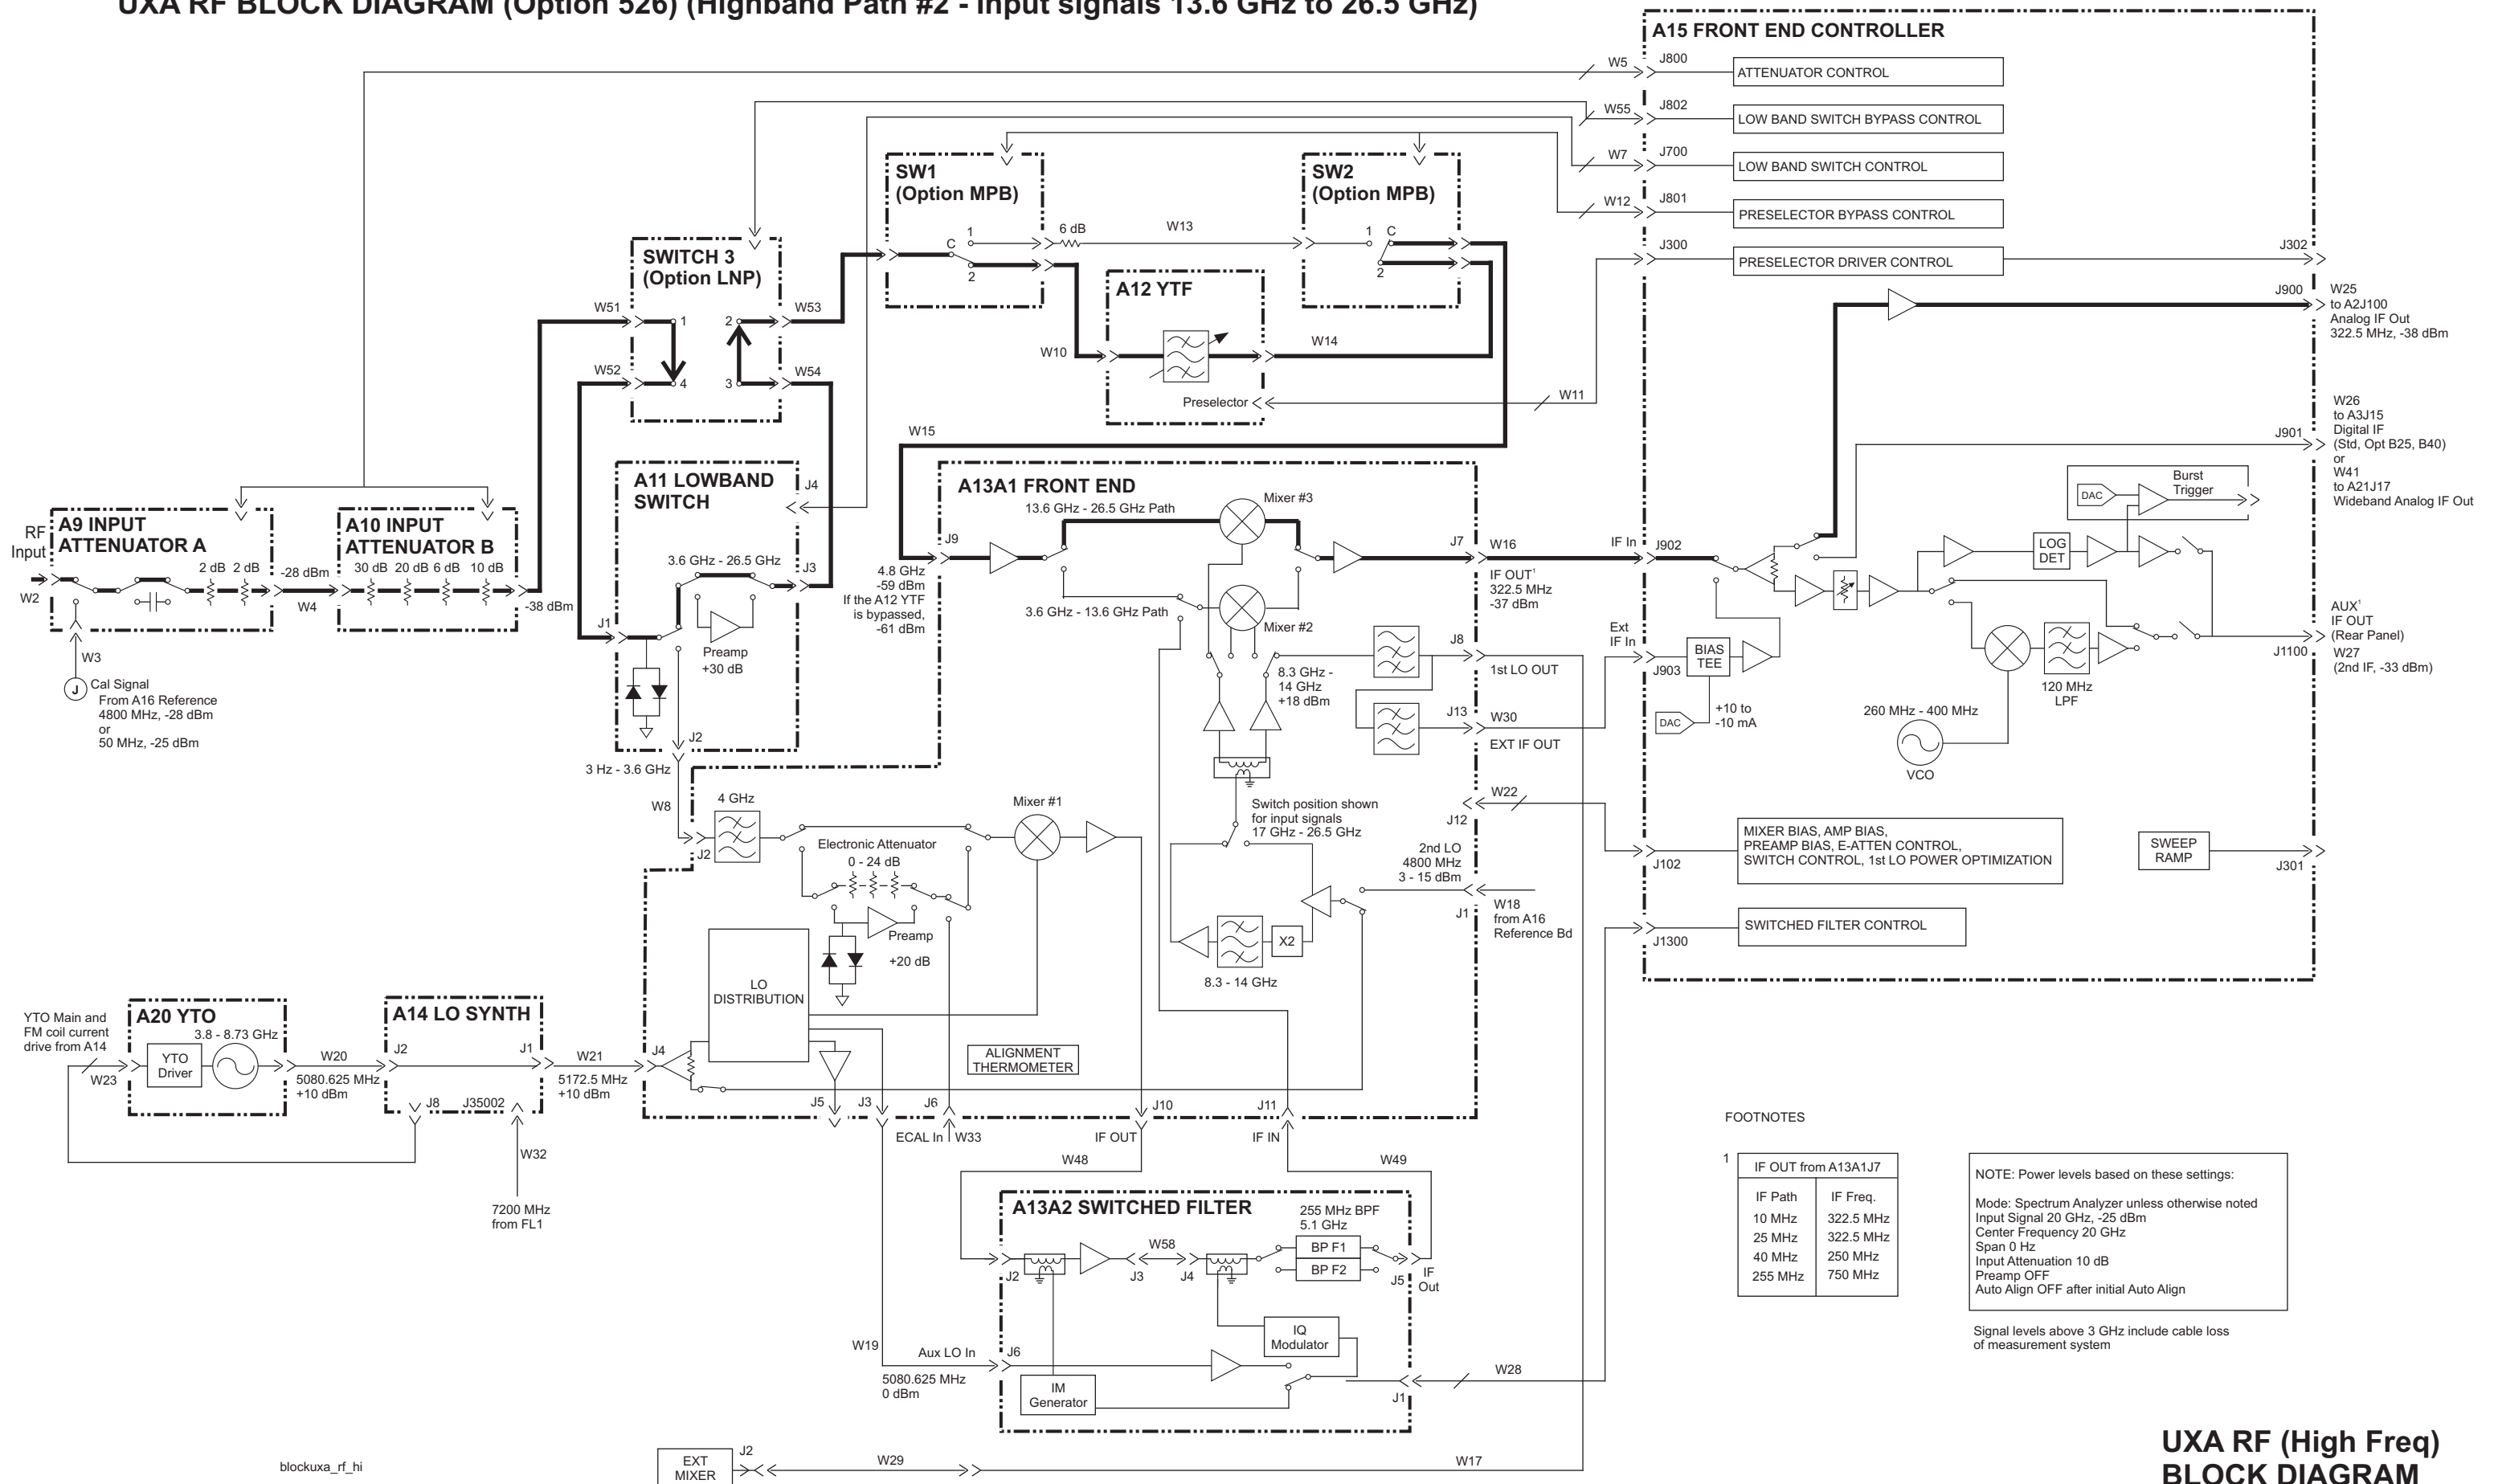 UXA RF BLOCK DIAGRAM (Option 526) (Highband Path #2 - Input signals 13.6 GHz to 26.5 GHz)
A15 FRONT END CONTROLLER
W5
J800
ATTENUATOR CONTROL
W55
J802
LOW BAND SWITCH BYPASS CONTROL
W7
J700
LOW BAND SWITCH CONTROL
W12
J801
PRESELECTOR BYPASS CONTROL
J300
PRESELECTOR DRIVER CONTROL
J302
J900
W25
to A2J100
Analog IF Out
322.5 MHz, -38 dBm
SW1
(Option MPB)
C
1
2
6 dB
W13
SW2
(Option MPB)
1
C
2
SWITCH 3
(Option LNP)
W51
1
2
W53
W52
4
3
W54
A12 YTF
W10
W14
Preselector
W11
W15
W26
to A3J15
Digital IF
(Std, Opt B25, B40)
or
W41
to A21J17
Wideband Analog IF Out
J901
DAC
Burst
Trigger
RF
Input
A9 INPUT
ATTENUATOR A
2 dB
2 dB
W2
-28 dBm
W4
A10 INPUT
ATTENUATOR B
30 dB
20 dB
6 dB
10 dB
-38 dBm
W3
J
Cal Signal
From A16 Reference
4800 MHz, -28 dBm
or
50 MHz, -25 dBm
A11 LOWBAND
SWITCH
J4
3.6 GHz - 26.5 GHz
J3
J1
Preamp
+30 dB
J2
3 Hz - 3.6 GHz
W8
A13A1 FRONT END
13.6 GHz - 26.5 GHz Path
Mixer #3
J9
4.8 GHz
-59 dBm
If the A12 YTF
is bypassed,
-61 dBm
3.6 GHz - 13.6 GHz Path
Mixer #2
J7
W16
IF OUT¹
322.5 MHz
-37 dBm
IF In
J902
LOG
DET
J8
1st LO OUT
8.3 GHz -
14 GHz
+18 dBm
Ext
IF In
J903
BIAS
TEE
DAC
+10 to
-10 mA
J13
W30
EXT IF OUT
AUX¹
IF OUT
(Rear Panel)
W27
(2nd IF, -33 dBm)
J1100
120 MHz
LPF
260 MHz - 400 MHz
VCO
4 GHz
J2
Electronic Attenuator
0 - 24 dB
Mixer #1
Preamp
+20 dB
Switch position shown
for input signals
17 GHz - 26.5 GHz
W22
J12
2nd LO
4800 MHz
3 - 15 dBm
J1
W18
from A16
Reference Bd
X2
8.3 - 14 GHz
J102
MIXER BIAS, AMP BIAS,
PREAMP BIAS, E-ATTEN CONTROL,
SWITCH CONTROL, 1st LO POWER OPTIMIZATION
SWEEP
RAMP
J301
J1300
SWITCHED FILTER CONTROL
YTO Main and
FM coil current
drive from A14
W23
A20 YTO
3.8 - 8.73 GHz
YTO
Driver
W20
5080.625 MHz
+10 dBm
A14 LO SYNTH
J2
J1
J8
J35002
W32
7200 MHz
from FL1
W21
5172.5 MHz
+10 dBm
J4
LO
DISTRIBUTION
ALIGNMENT
THERMOMETER
J5
J3
J6
ECAL In
W33
J10
IF OUT
J11
IF IN
W48
W49
A13A2 SWITCHED FILTER
255 MHz BPF
5.1 GHz
J2
J3
W58
J4
BP F1
BP F2
J5
IF
Out
IQ
Modulator
W19
Aux LO In
J6
5080.625 MHz
0 dBm
IM
Generator
J1
W28
FOOTNOTES
1
IF OUT from A13A1J7
IF Path
IF Freq.
10 MHz
322.5 MHz
25 MHz
322.5 MHz
40 MHz
250 MHz
255 MHz
750 MHz
NOTE: Power levels based on these settings:
Mode: Spectrum Analyzer unless otherwise noted
Input Signal 20 GHz, -25 dBm
Center Frequency 20 GHz
Span 0 Hz
Input Attenuation 10 dB
Preamp OFF
Auto Align OFF after initial Auto Align
Signal levels above 3 GHz include cable loss
of measurement system
blockuxa_rf_hi
EXT
MIXER
J2
W29
W17
UXA RF (High Freq)
BLOCK DIAGRAM